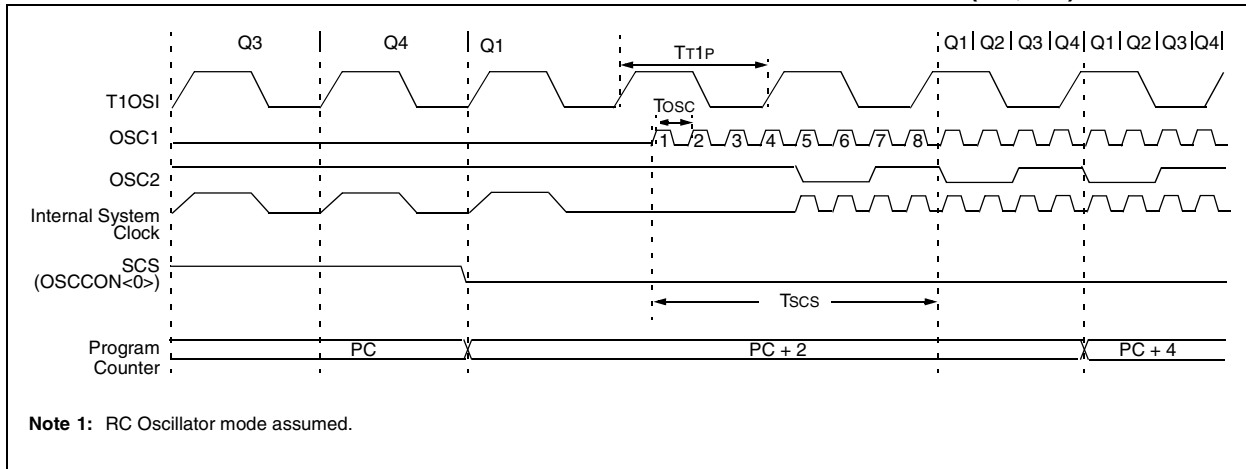 Q3 Q4 Q1 Q1 Q2 Q3 Q4 Q1 Q2 Q3 Q4
TT1P
T1OSI
TOSC
OSC1
1 2 3 4 5 6 7 8
OSC2
Internal System
Clock
SCS
(OSCCON<0>)
TSCS
Program
Counter
PC PC + 2 PC + 4
Note 1: RC Oscillator mode assumed.